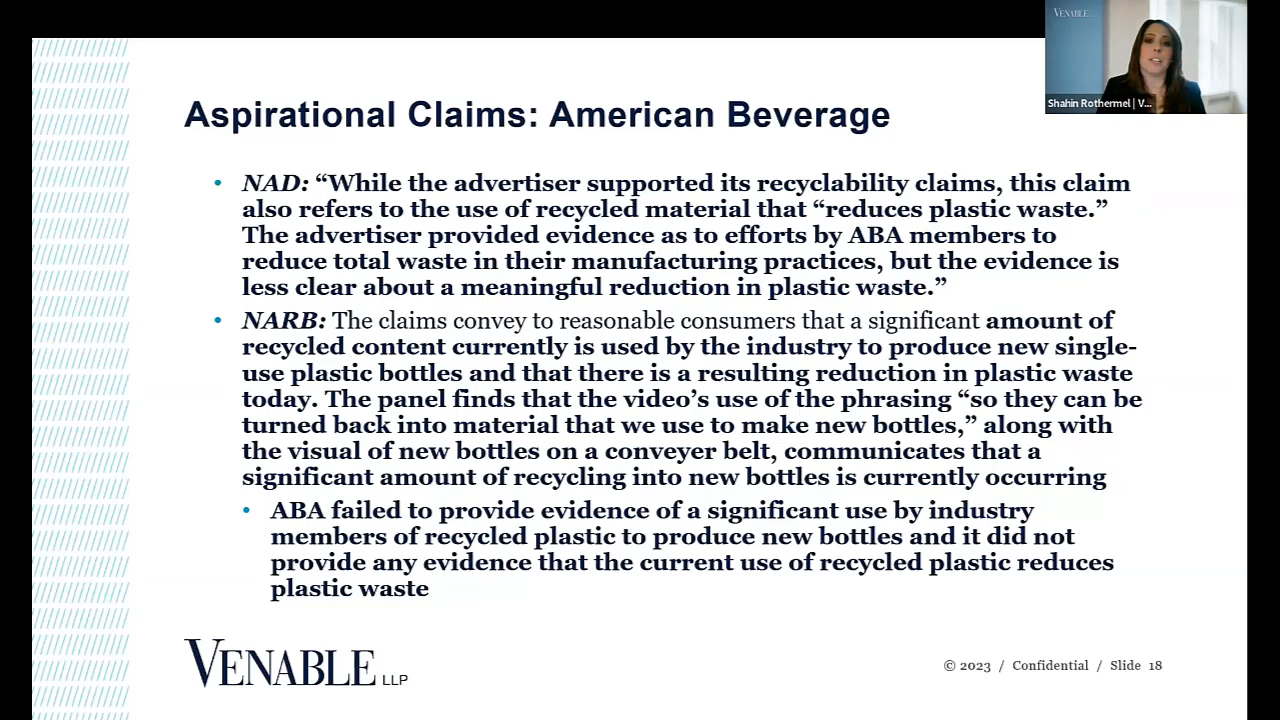 VENABLE
Shahin Rothermel | V...
Aspirational Claims: American Beverage
• NAD: “While the advertiser supported its recyclability claims, this claim
also refers to the use of recycled material that “reduces plastic waste.”
The advertiser provided evidence as to efforts by ABA members to
reduce total waste in their manufacturing practices, but the evidence is
less clear about a meaningful reduction in plastic waste.”
• NARB: The claims convey to reasonable consumers that a significant amount of
recycled content currently is used by the industry to produce new single-
use plastic bottles and that there is a resulting reduction in plastic waste
today. The panel finds that the video’s use of the phrasing “so they can be
turned back into material that we use to make new bottles,” along with
the visual of new bottles on a conveyer belt, communicates that a
significant amount of recycling into new bottles is currently occurring
• ABA failed to provide evidence of a significant use by industry
members of recycled plastic to produce new bottles and it did not
provide any evidence that the current use of recycled plastic reduces
plastic waste
VENABLE LLP
© 2023 / Confidential / Slide 18